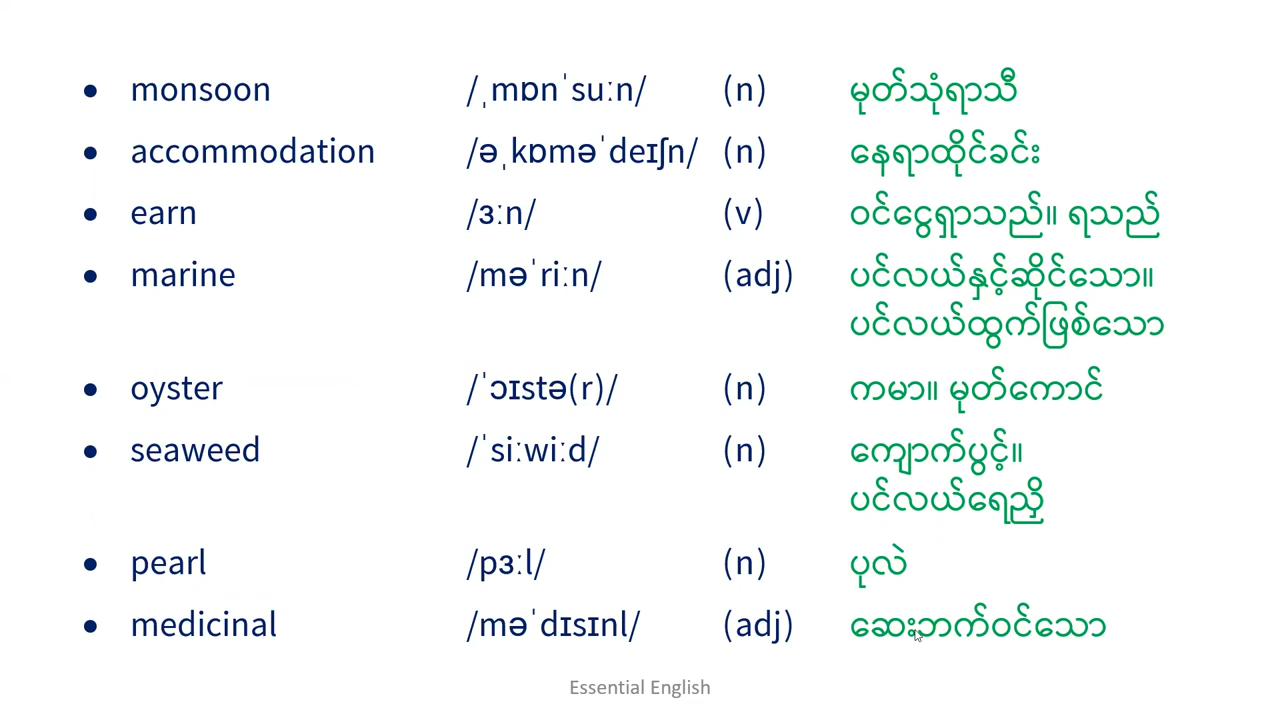 • monsoon /ˌmɒnˈsuːn/ (n) မုတ်သုံရာသီ
• accommodation /əˌkɒməˈdeɪʃn/ (n) နေရာထိုင်ခင်း
• earn /ɜːn/ (v) ဝင်ငွေရှာသည်။ ရသည်
• marine /məˈriːn/ (adj) ပင်လယ်နှင့်ဆိုင်သော။
ပင်လယ်ထွက်ဖြစ်သော
• oyster /ˈɔɪstə(r)/ (n) ကမာ။ မုတ်ကောင်
• seaweed /ˈsiːwiːd/ (n) ကျောက်ပွင့်။
ပင်လယ်ရေညှိ
• pearl /pɜːl/ (n) ပုလဲ
• medicinal /məˈdɪsɪnl/ (adj) ဆေးဘက်ဝင်သော
Essential English